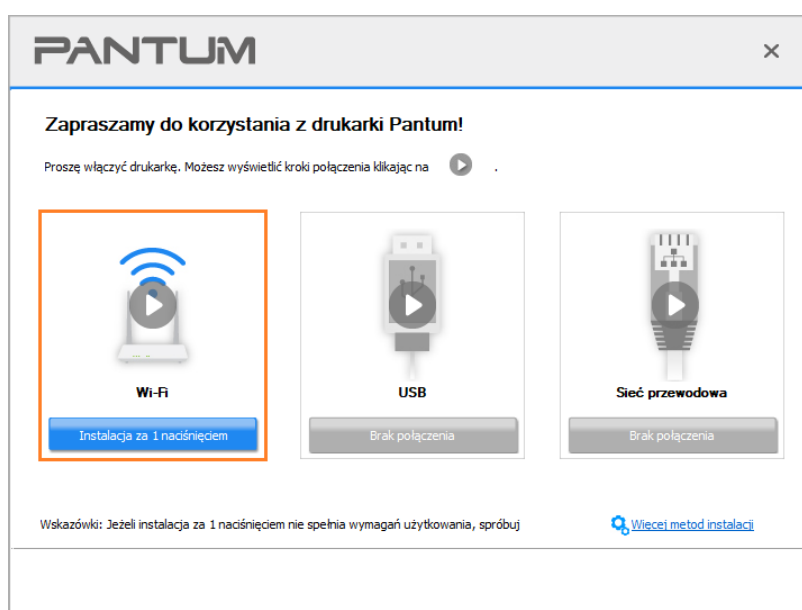 PANTUM
Zapraszamy do korzystania z drukarki Pantum!
Proszę włączyć drukarkę. Możesz wyświetlić kroki połączenia klikając na .
Wi-Fi
USB
Sieć przewodowa
Instalacja za 1 naciśnięciem
Brak połączenia
Brak połączenia
Wskazówki: Jeżeli instalacja za 1 naciśnięciem nie spełnia wymagań użytkowania, spróbuj
Więcej metod instalacji